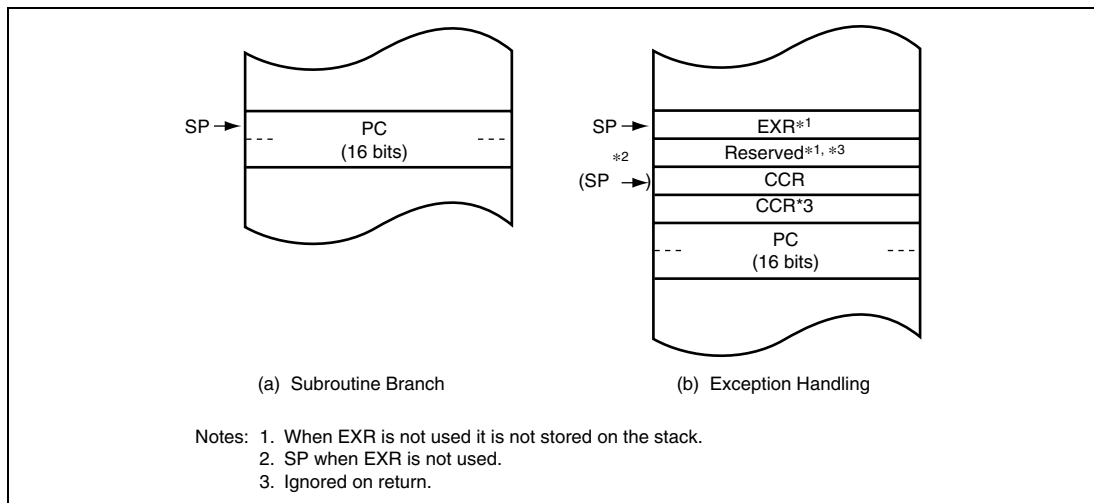 SP
PC
(16 bits)
(a) Subroutine Branch
SP
EXR*1
Reserved*1, *3
*2
(SP )
CCR
CCR*3
PC
(16 bits)
(b) Exception Handling
Notes: 1. When EXR is not used it is not stored on the stack.
2. SP when EXR is not used.
3. Ignored on return.